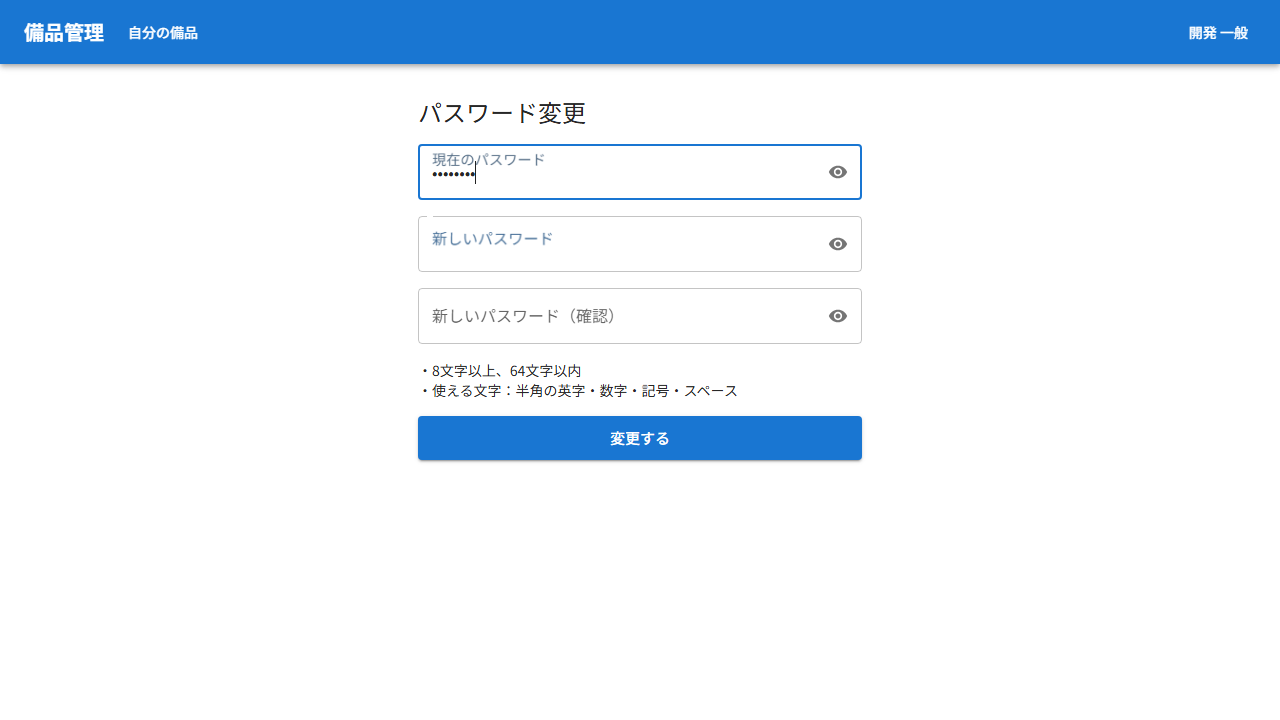 備品管理 自分の備品 開発 一般
パスワード変更
現在のパスワード
••••••••
新しいパスワード
新しいパスワード（確認）
・8文字以上、64文字以内
・使える文字：半角の英字・数字・記号・スペース
変更する